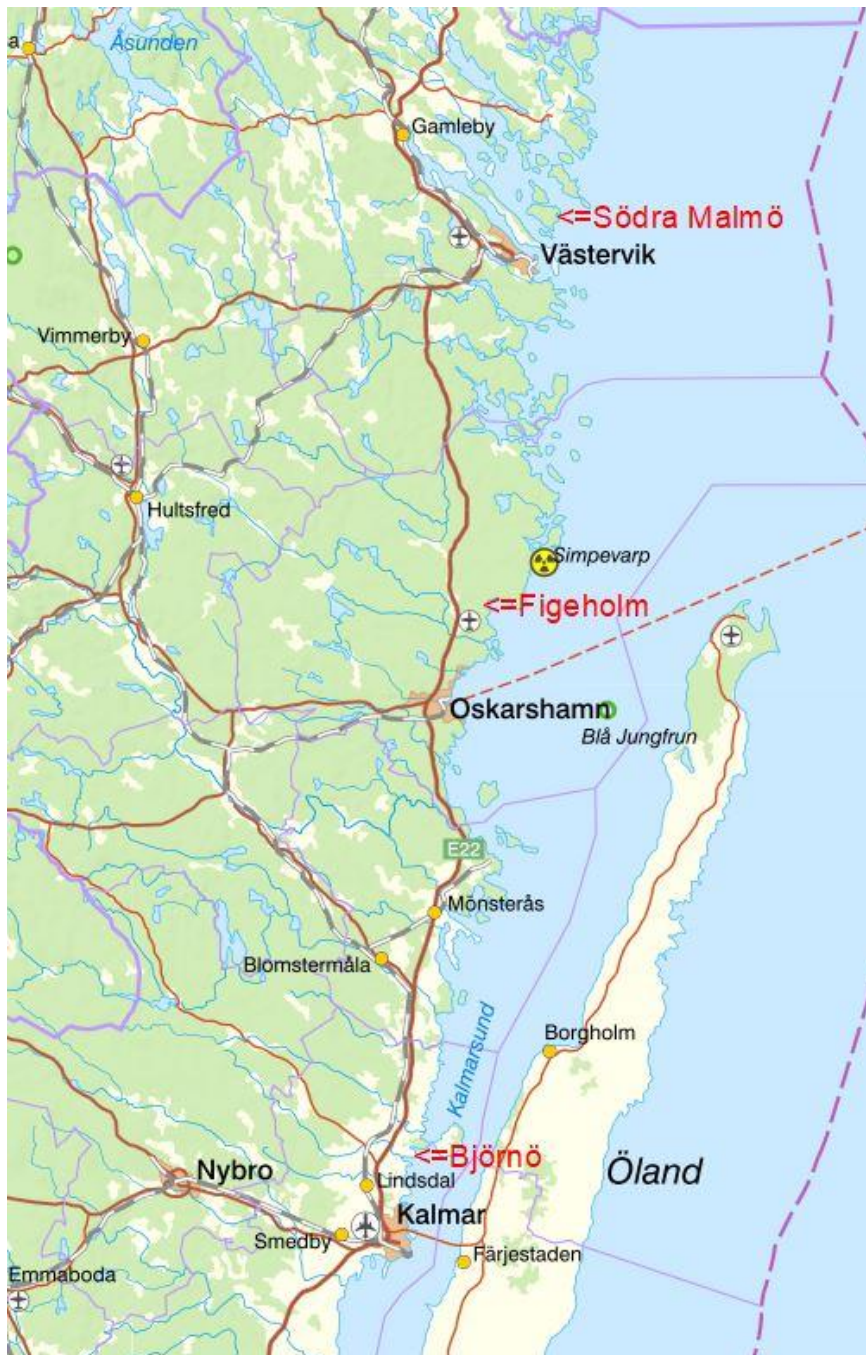 a
Åsunden
Gamleby
<=Södra Malmö
Västervik
Vimmerby
Hultsfred
Simpevarp
<=Figeholm
Oskarshamn
Blå Jungfrun
E22
Mönsterås
Blomstermåla
Kalmarsund
Borgholm
<=Björnö
Nybro
Lindsdal
Öland
Kalmar
Smedby
Färjestaden
Emmaboda